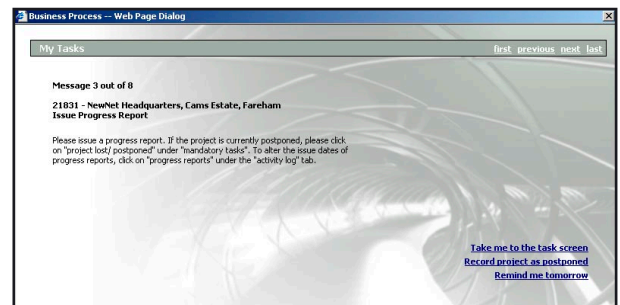 Business Process -- Web Page Dialog
My Tasks
first previous next last
Message 3 out of 8
21831 - NewNet Headquarters, Cams Estate, Fareham
Issue Progress Report
Please issue a progress report. If the project is currently postponed, please click
on "project lost/ postponed" under "mandatory tasks". To alter the issue dates of
progress reports, click on "progress reports" under the "activity log" tab.
Take me to the task screen
Record project as postponed
Remind me tomorrow